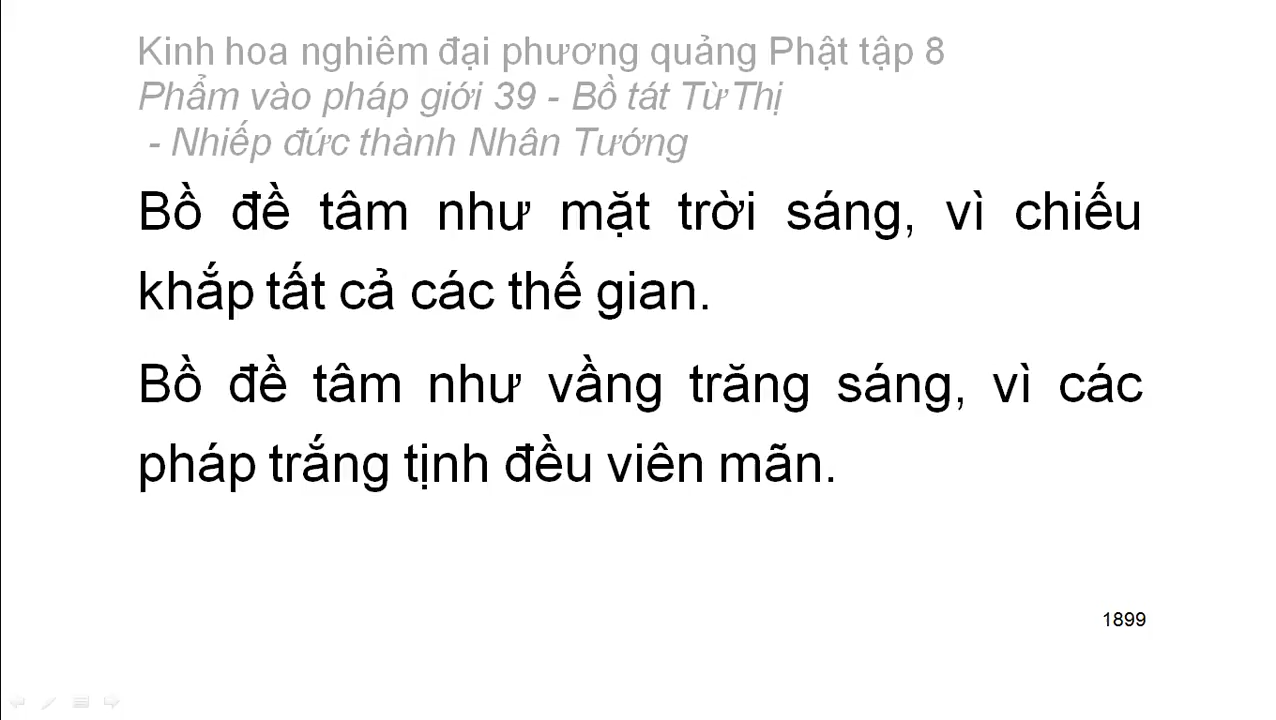 Kinh hoa nghiêm đại phương quảng Phật tập 8
Phẩm vào pháp giới 39 - Bồ tát Từ Thị
- Nhiếp đức thành Nhân Tướng
Bồ đề tâm như mặt trời sáng, vì chiếu
khắp tất cả các thế gian.
Bồ đề tâm như vầng trăng sáng, vì các
pháp trắng tịnh đều viên mãn.
1899